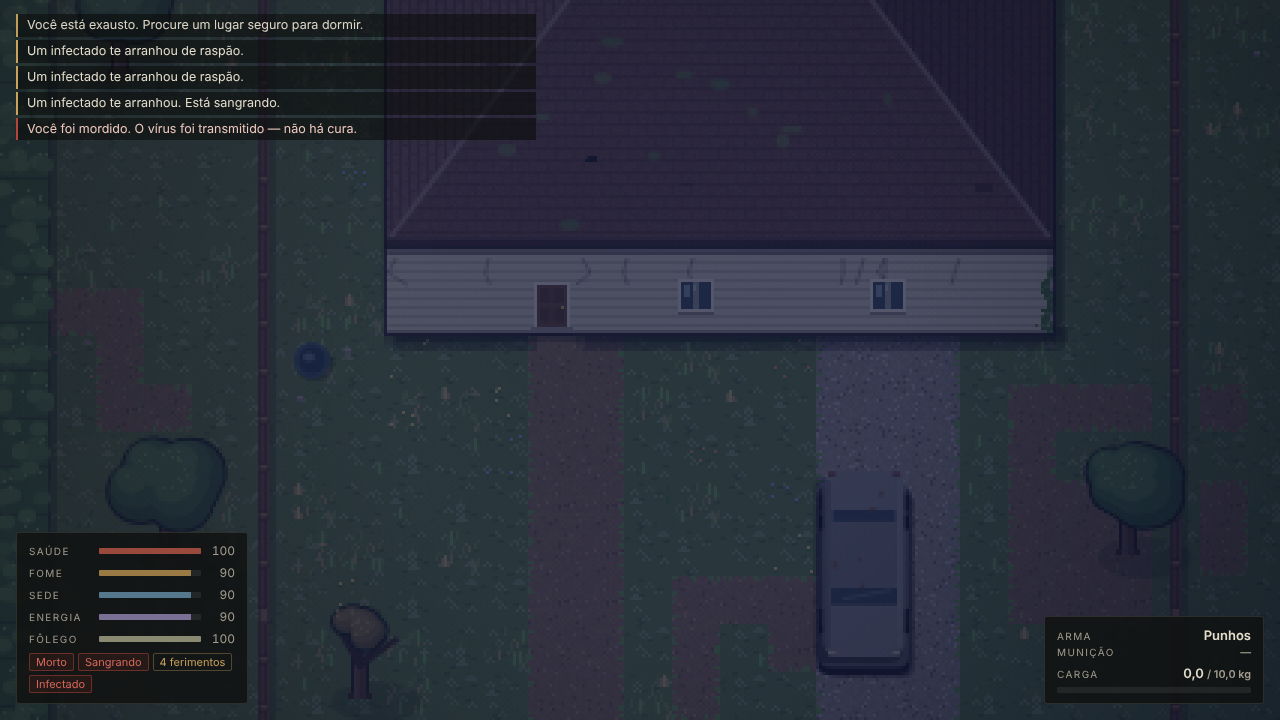 Você está exausto. Procure um lugar seguro para dormir.
Um infectado te arranhou de raspão.
Um infectado te arranhou de raspão.
Um infectado te arranhou. Está sangrando.
Você foi mordido. O vírus foi transmitido — não há cura.
SAÚDE 100
FOME 90
SEDE 90
ENERGIA 90
FÔLEGO 100
Morto Sangrando 4 ferimentos
Infectado
ARMA Punhos
MUNIÇÃO —
CARGA 0,0 / 10,0 kg